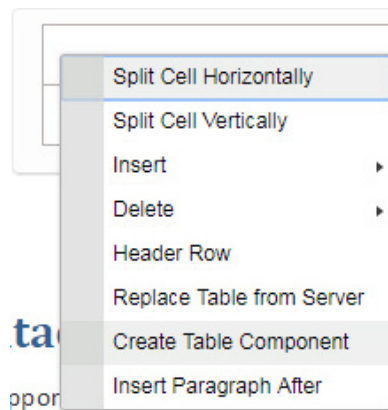 Split Cell Horizontally
Split Cell Vertically
Insert
Delete
Header Row
Replace Table from Server
Create Table Component
Insert Paragraph After